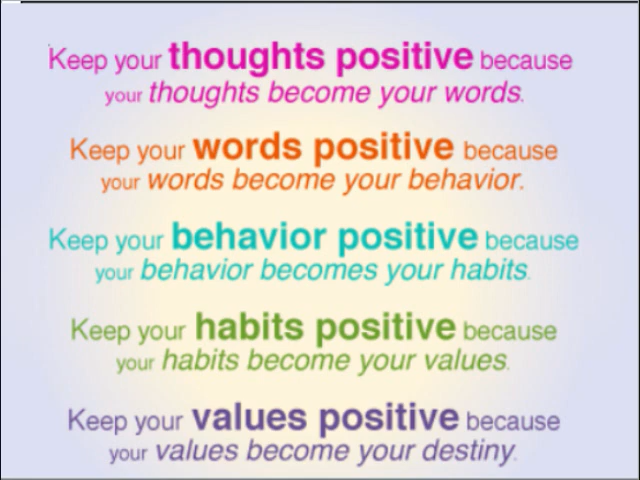 Keep your thoughts positive because
your thoughts become your words.
Keep your words positive because
your words become your behavior.
Keep your behavior positive because
your behavior becomes your habits.
Keep your habits positive because
your habits become your values.
Keep your values positive because
your values become your destiny.